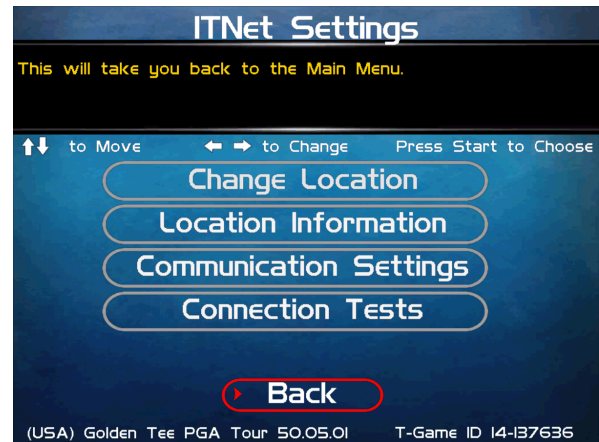 ITNet Settings
This will take you back to the Main Menu.
to Move to Change Press Start to Choose
Change Location
Location Information
Communication Settings
Connection Tests
Back
(USA) Golden Tee PGA Tour 50.05.01 T-Game ID 14-137636